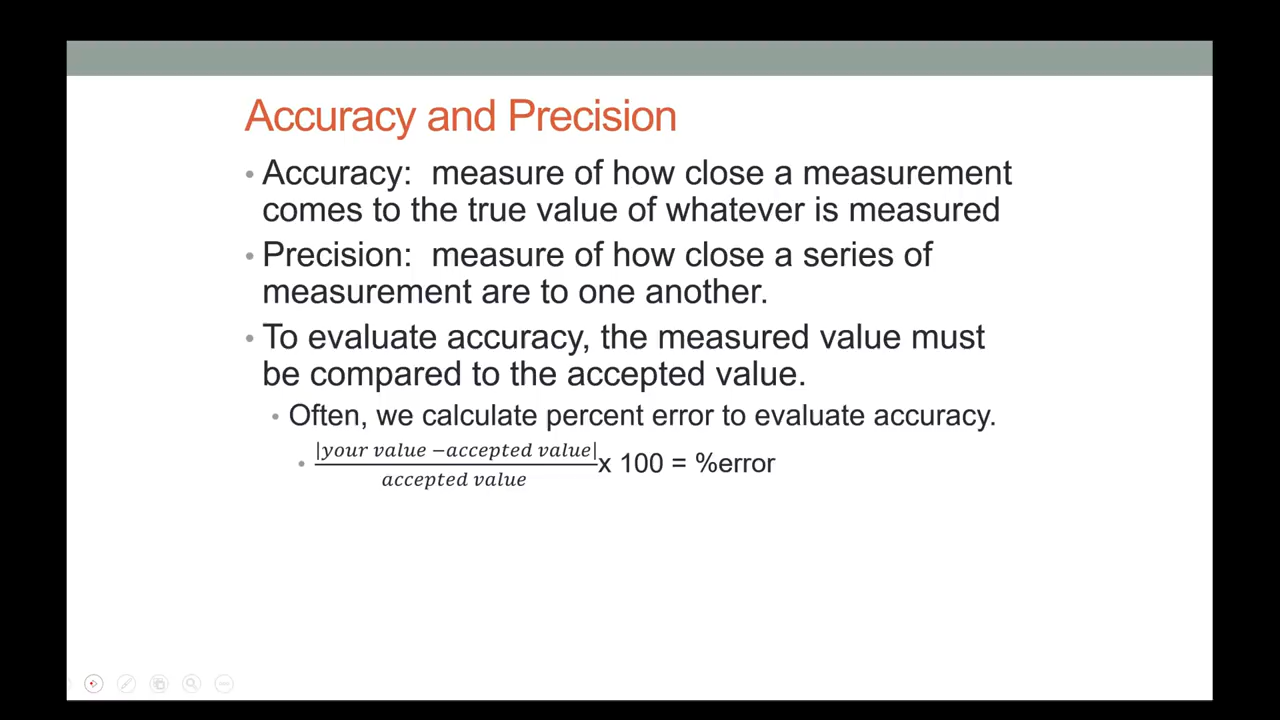 Accuracy and Precision
• Accuracy:  measure of how close a measurement
comes to the true value of whatever is measured
• Precision:  measure of how close a series of
measurement are to one another.
• To evaluate accuracy, the measured value must
be compared to the accepted value.
• Often, we calculate percent error to evaluate accuracy.
• |your value −accepted value|
accepted value
x 100 = %error